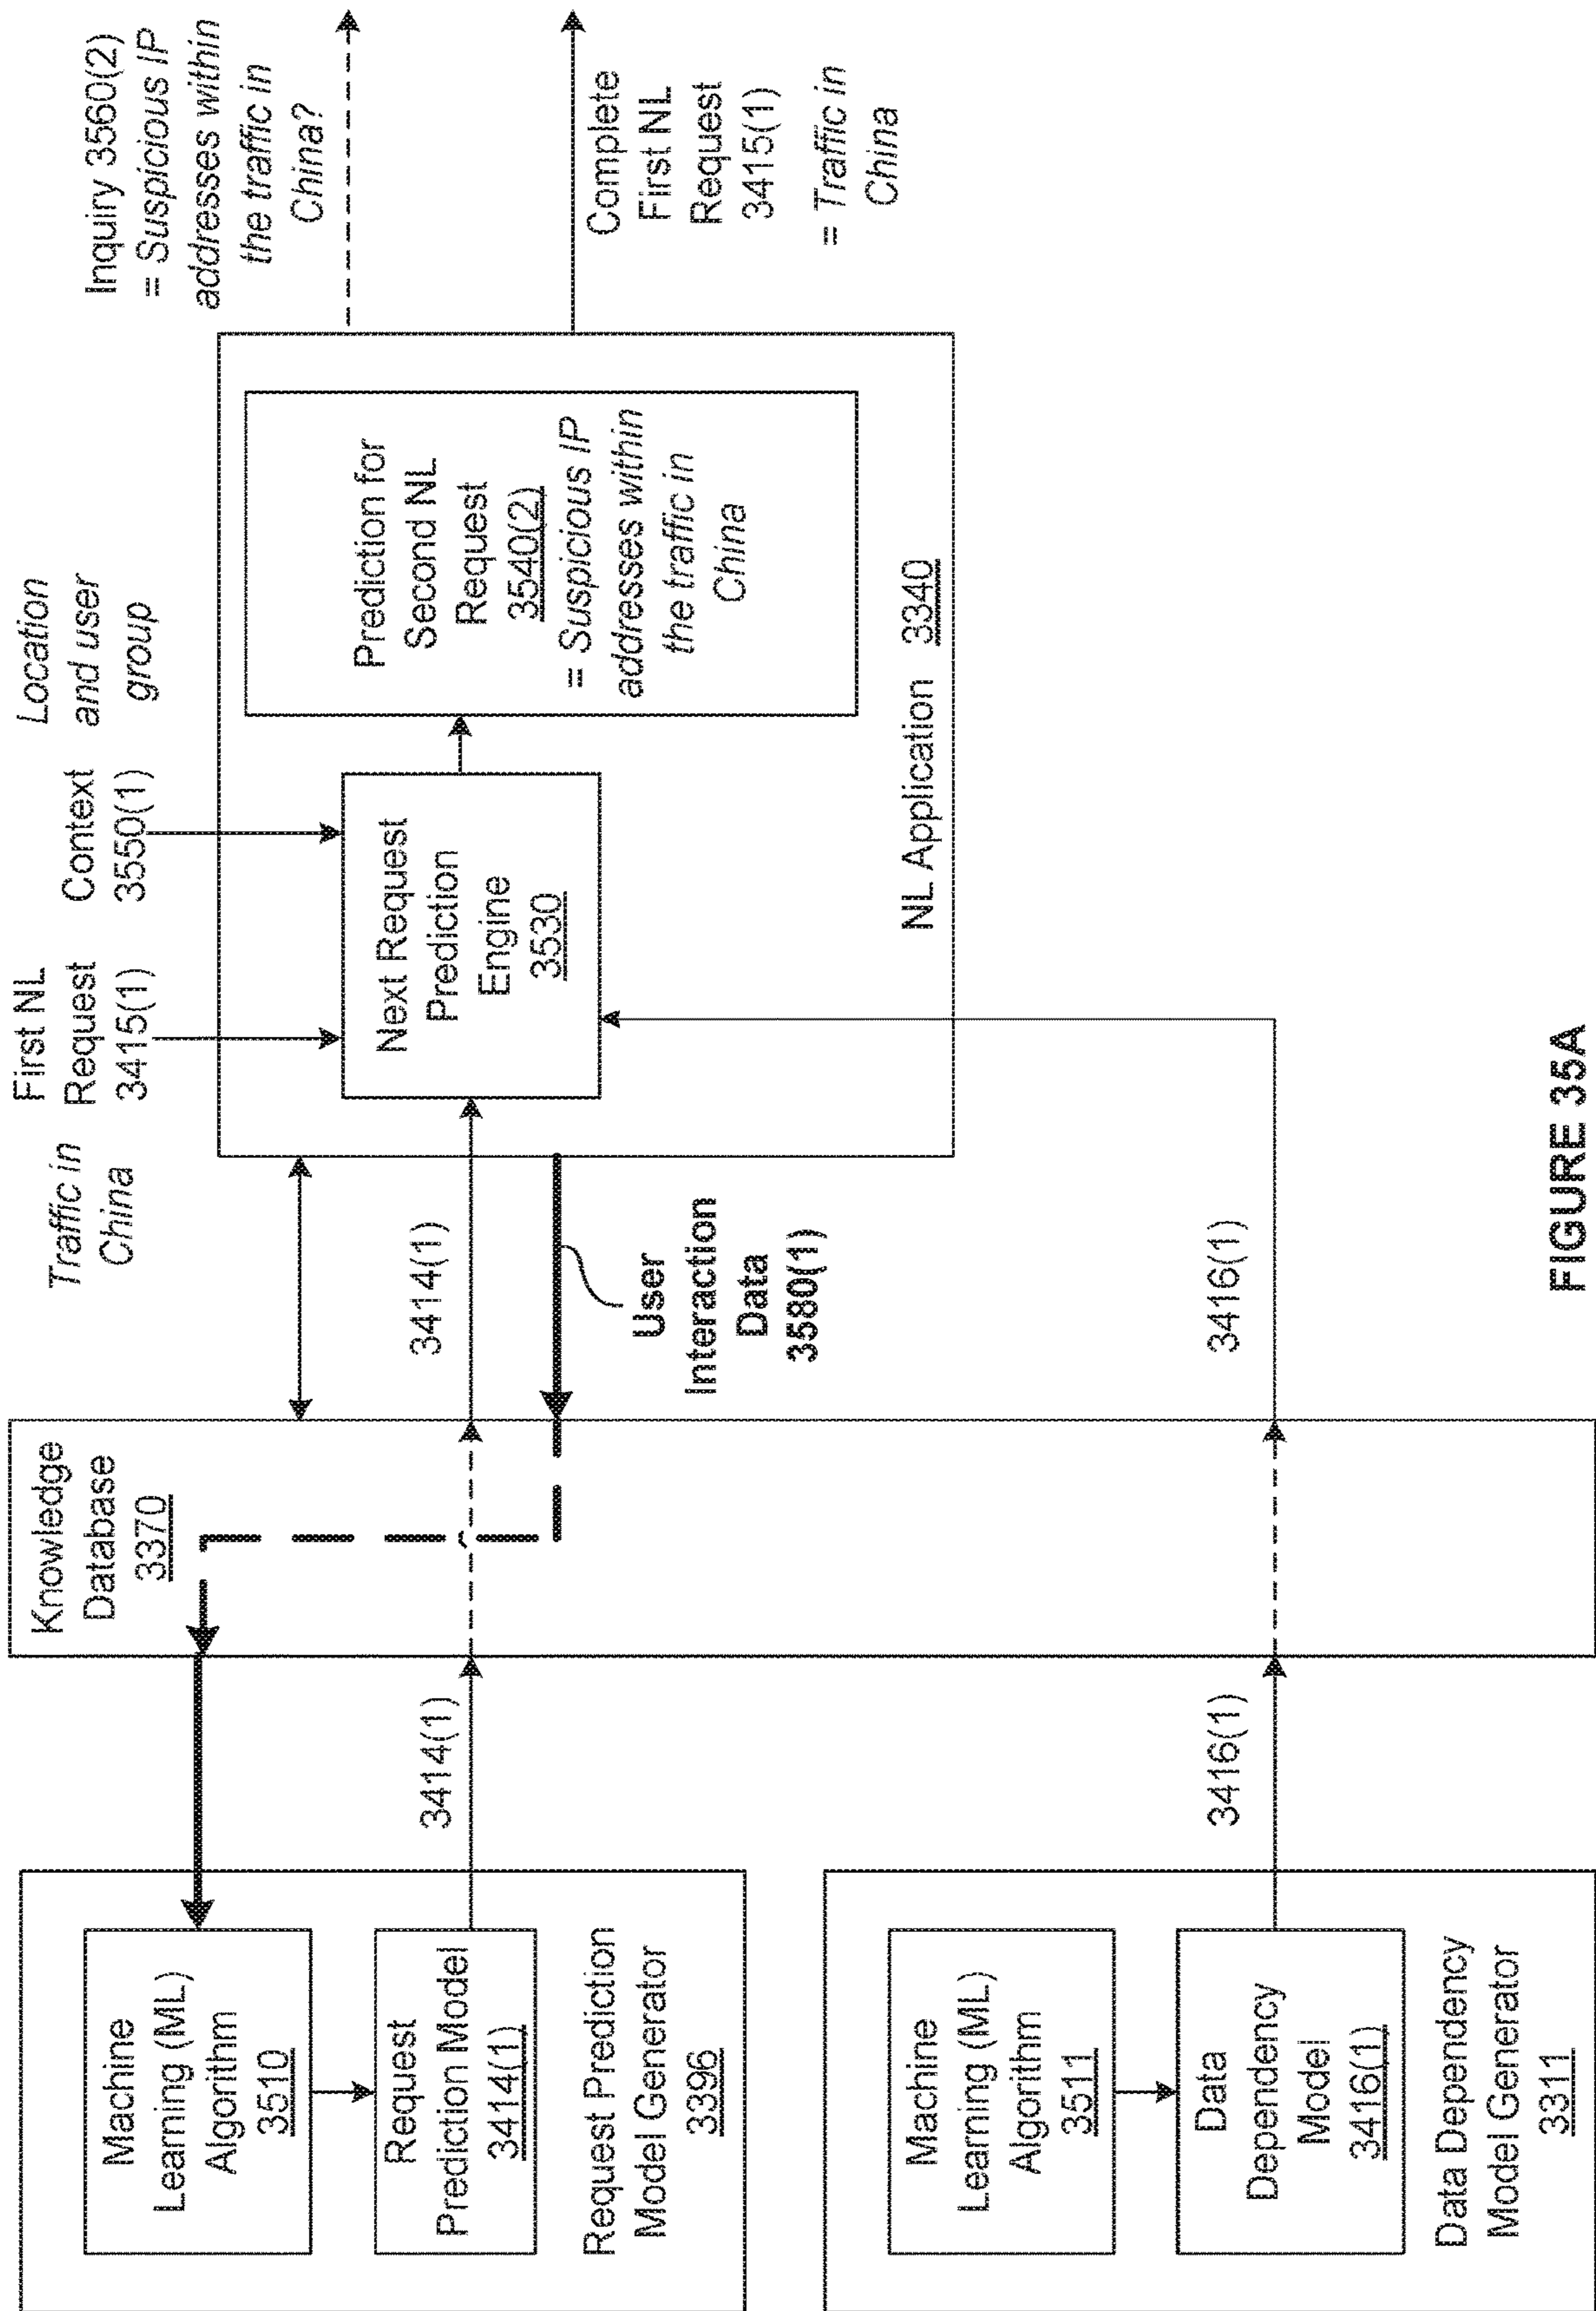 Machine
Learning (ML)
Algorithm
3510
Request
Prediction Model
3414(1)
Request Prediction
Model Generator
3396
Machine
Learning (ML)
Algorithm
3511
Data
Dependency
Model
3416(1)
Data Dependency
Model Generator
3311
3414(1)
3416(1)
Knowledge
Database
3370
Traffic in
China
3414(1)
User
Interaction
Data
3580(1)
3416(1)
First NL
Request
3415(1)
Context
3550(1)
Location
and user
group
Next Request
Prediction
Engine
3530
Prediction for
Second NL
Request
3540(2)
= Suspicious IP
addresses within
the traffic in
China
NL Application 3340
Inquiry 3560(2)
= Suspicious IP
addresses within
the traffic in
China?
Complete
First NL
Request
3415(1)
= Traffic in
China
FIGURE 35A